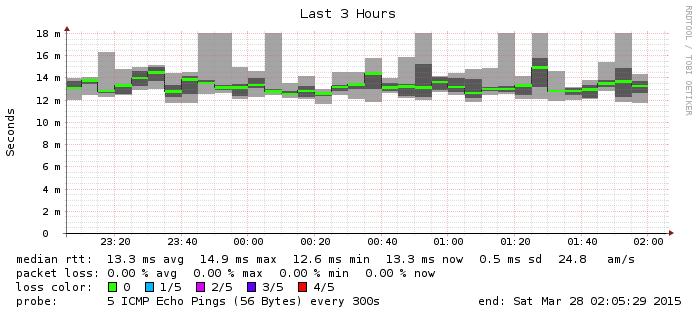 Last 3 Hours
RRDTOOL / TOBI OETIKER
Seconds
18 m
16 m
14 m
12 m
10 m
8 m
6 m
4 m
2 m
0
23:20 23:40 00:00 00:20 00:40 01:00 01:20 01:40 02:00
median rtt: 13.3 ms avg 14.9 ms max 12.6 ms min 13.3 ms now 0.5 ms sd 24.8 am/s
packet loss: 0.00 % avg 0.00 % max 0.00 % min 0.00 % now
loss color: 0 1/5 2/5 3/5 4/5
probe: 5 ICMP Echo Pings (56 Bytes) every 300s end: Sat Mar 28 02:05:29 2015